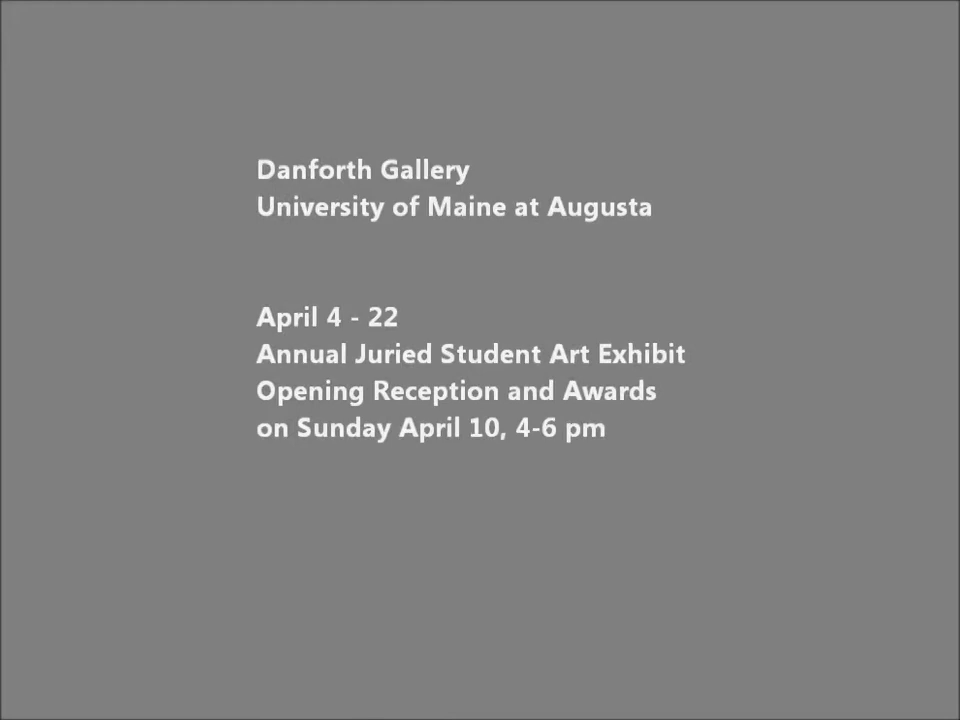 Danforth Gallery
University of Maine at Augusta
April 4 - 22
Annual Juried Student Art Exhibit
Opening Reception and Awards
on Sunday April 10, 4-6 pm